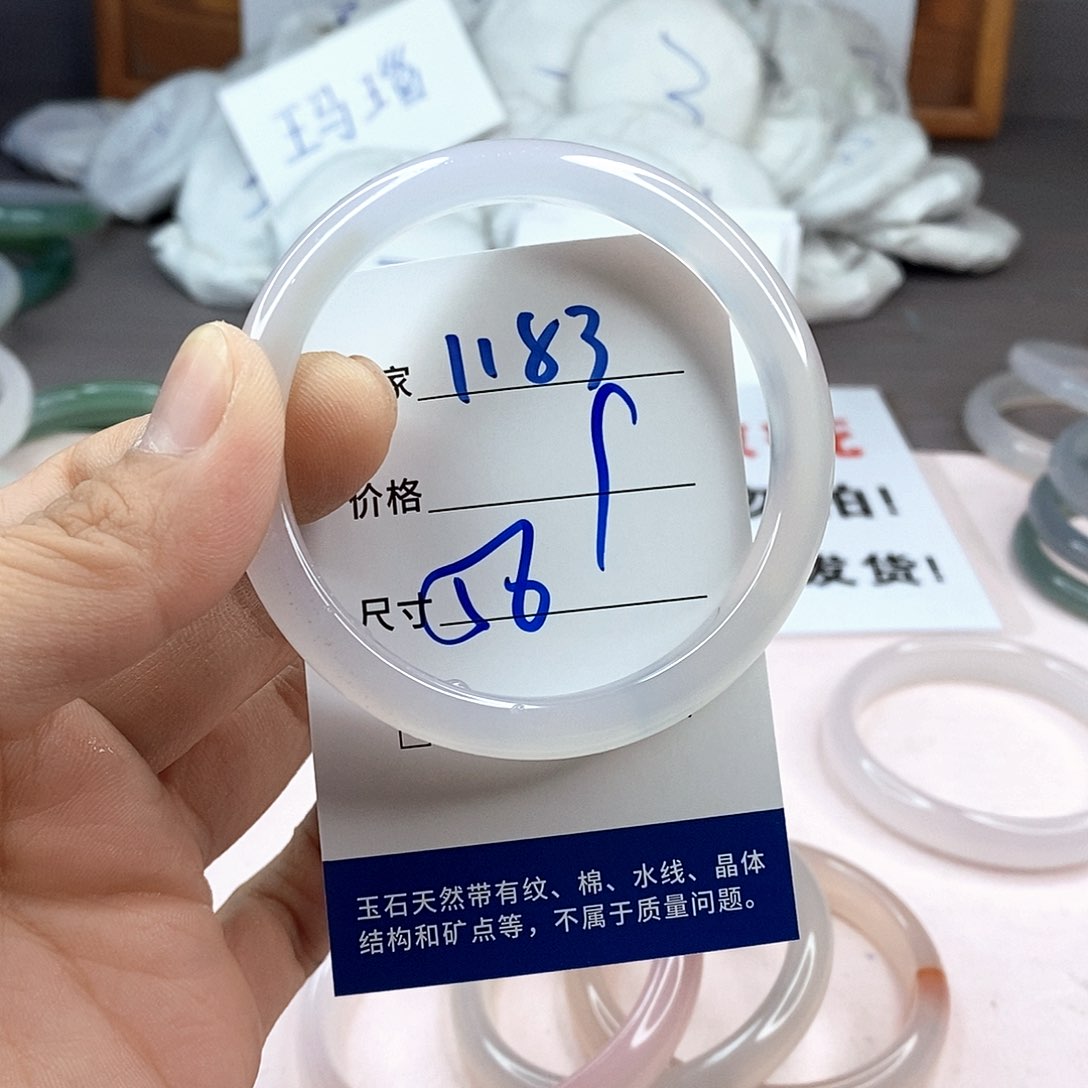 玛瑙
家 1183
价格
尺寸 58
拍!
发货!
玉石天然带有纹、棉、水线、晶体
结构和矿点等，不属于质量问题。